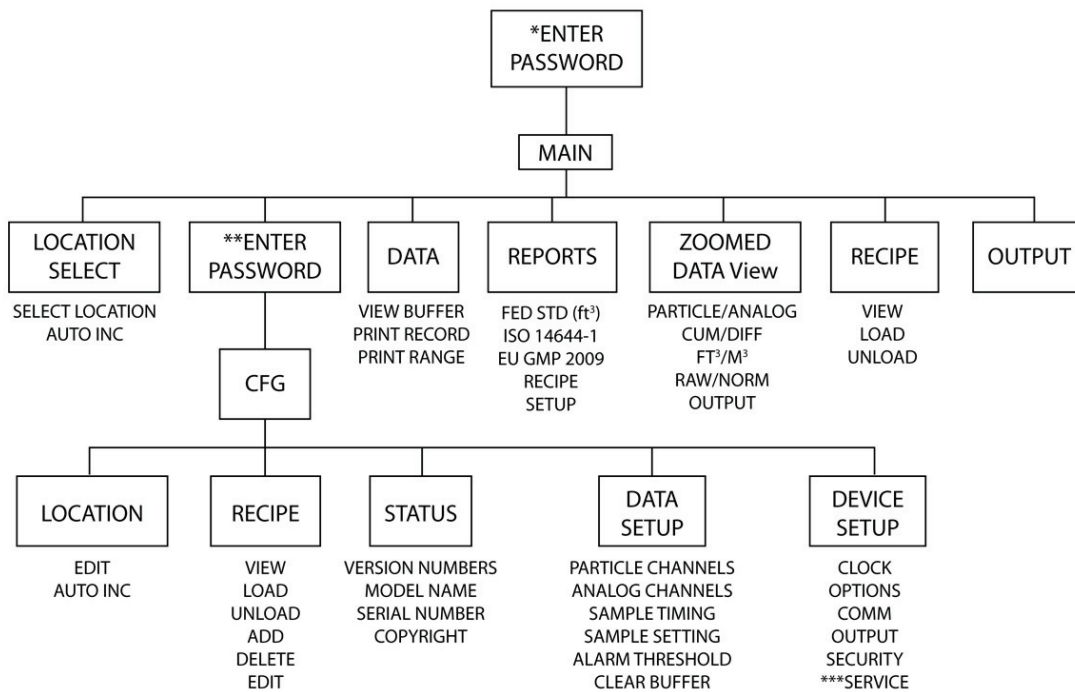 *ENTER
PASSWORD
MAIN
LOCATION
SELECT
SELECT LOCATION
AUTO INC
**ENTER
PASSWORD
DATA
VIEW BUFFER
PRINT RECORD
PRINT RANGE
REPORTS
FED STD (ft³)
ISO 14644-1
EU GMP 2009
RECIPE
SETUP
ZOOMED
DATA View
PARTICLE/ANALOG
CUM/DIFF
FT³/M³
RAW/NORM
OUTPUT
RECIPE
VIEW
LOAD
UNLOAD
OUTPUT
CFG
LOCATION
EDIT
AUTO INC
RECIPE
VIEW
LOAD
UNLOAD
ADD
DELETE
EDIT
STATUS
VERSION NUMBERS
MODEL NAME
SERIAL NUMBER
COPYRIGHT
DATA
SETUP
PARTICLE CHANNELS
ANALOG CHANNELS
SAMPLE TIMING
SAMPLE SETTING
ALARM THRESHOLD
CLEAR BUFFER
DEVICE
SETUP
CLOCK
OPTIONS
COMM
OUTPUT
SECURITY
***SERVICE